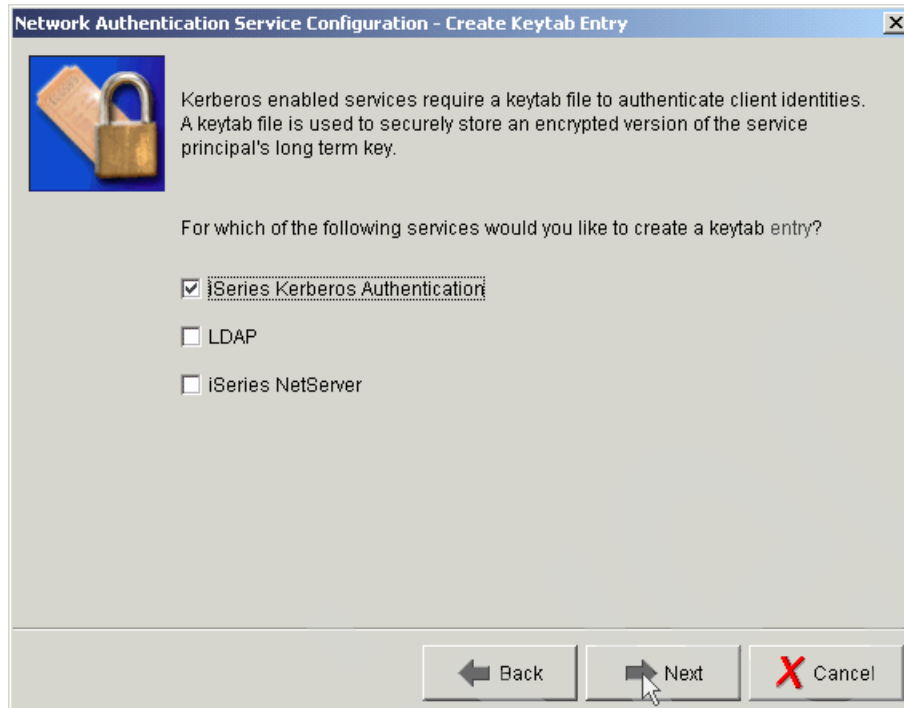 Network Authentication Service Configuration - Create Keytab Entry
Kerberos enabled services require a keytab file to authenticate client identities.
A keytab file is used to securely store an encrypted version of the service
principal's long term key.
For which of the following services would you like to create a keytab entry?
iSeries Kerberos Authentication
LDAP
iSeries NetServer
Back
Next
Cancel